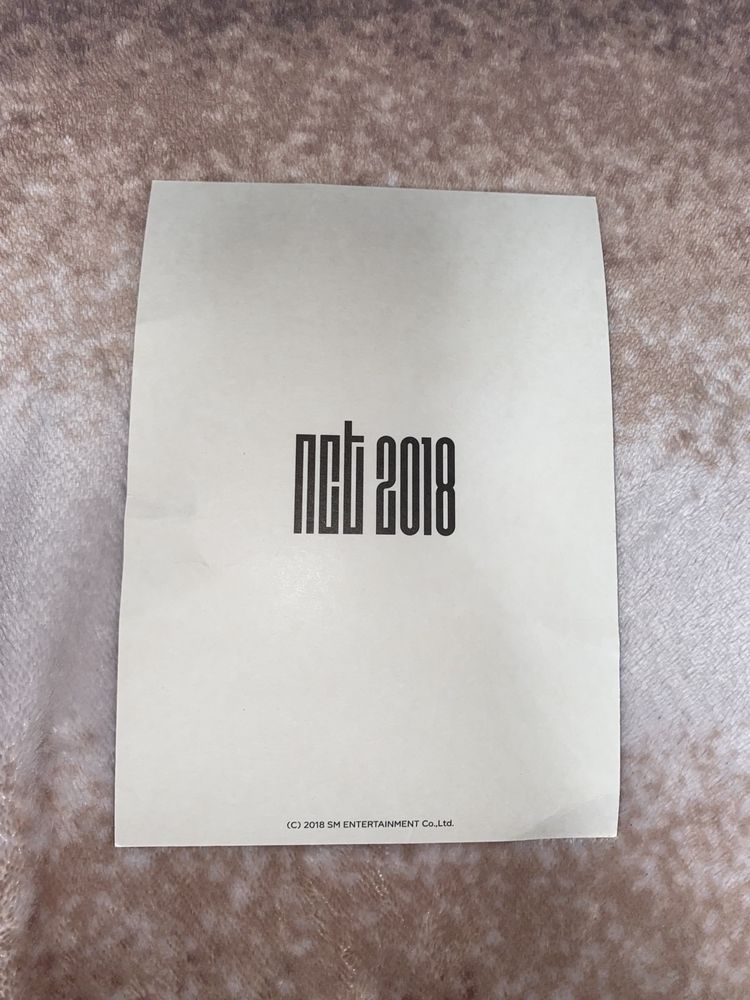 nct 2018
(C) 2018 SM ENTERTAINMENT Co.,Ltd.